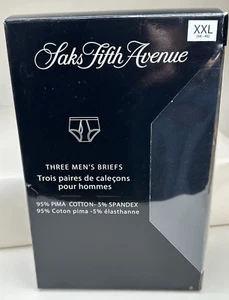 Saks Fifth Avenue
XXL
THREE MEN'S BRIEFS
Trois paires de caleçons
pour hommes
95% PIMA COTTON- 5% SPANDEX
95% Coton pima -5% élasthanne